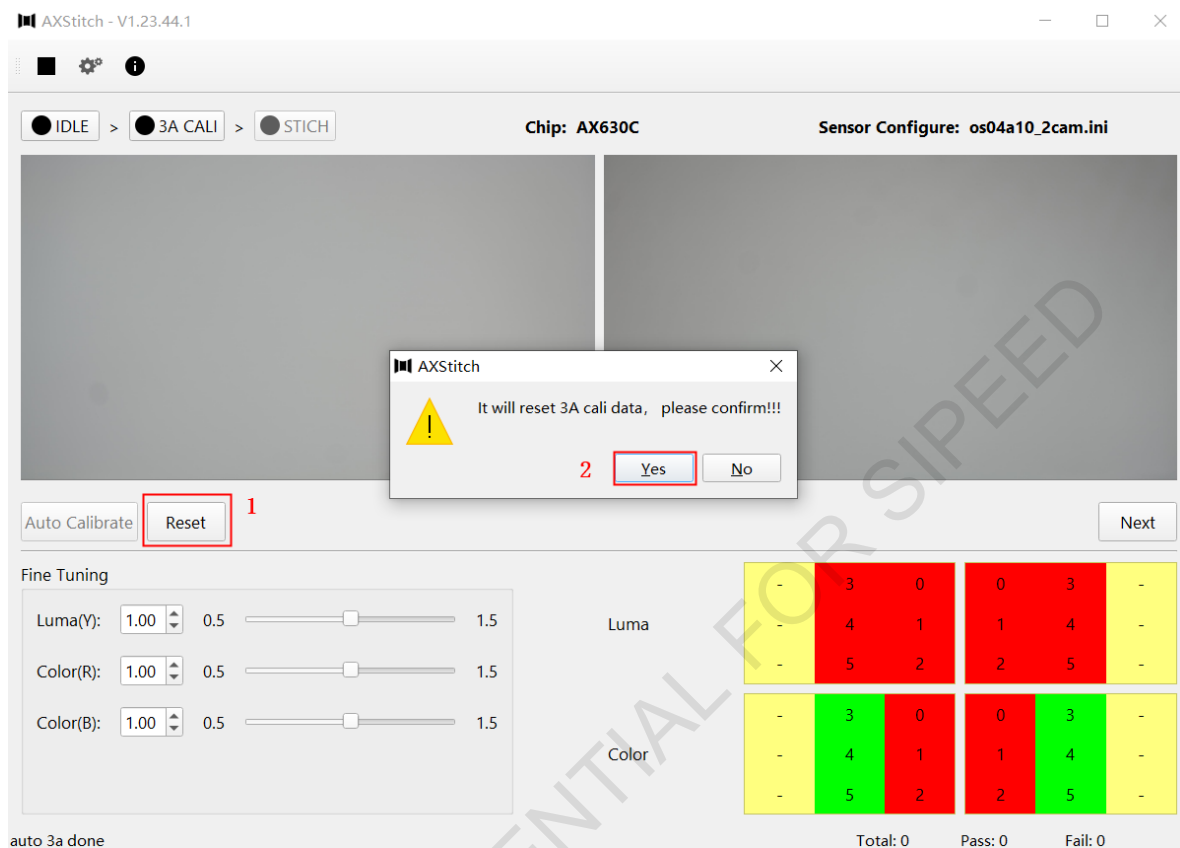 AXStitch - V1.23.44.1
IDLE > 3A CALI > STICH Chip: AX630C Sensor Configure: os04a10_2cam.ini
AXStitch
It will reset 3A cali data, please confirm!!!
2 Yes No
Auto Calibrate Reset 1 Next
Fine Tuning
Luma(Y): 1.00 0.5 1.5
Color(R): 1.00 0.5 1.5
Color(B): 1.00 0.5 1.5
Luma
- 3 0 0 3 -
- 4 1 1 4 -
- 5 2 2 5 -
Color
- 3 0 0 3 -
- 4 1 1 4 -
- 5 2 2 5 -
auto 3a done Total: 0 Pass: 0 Fail: 0
ENTIAL FOR SIPEED